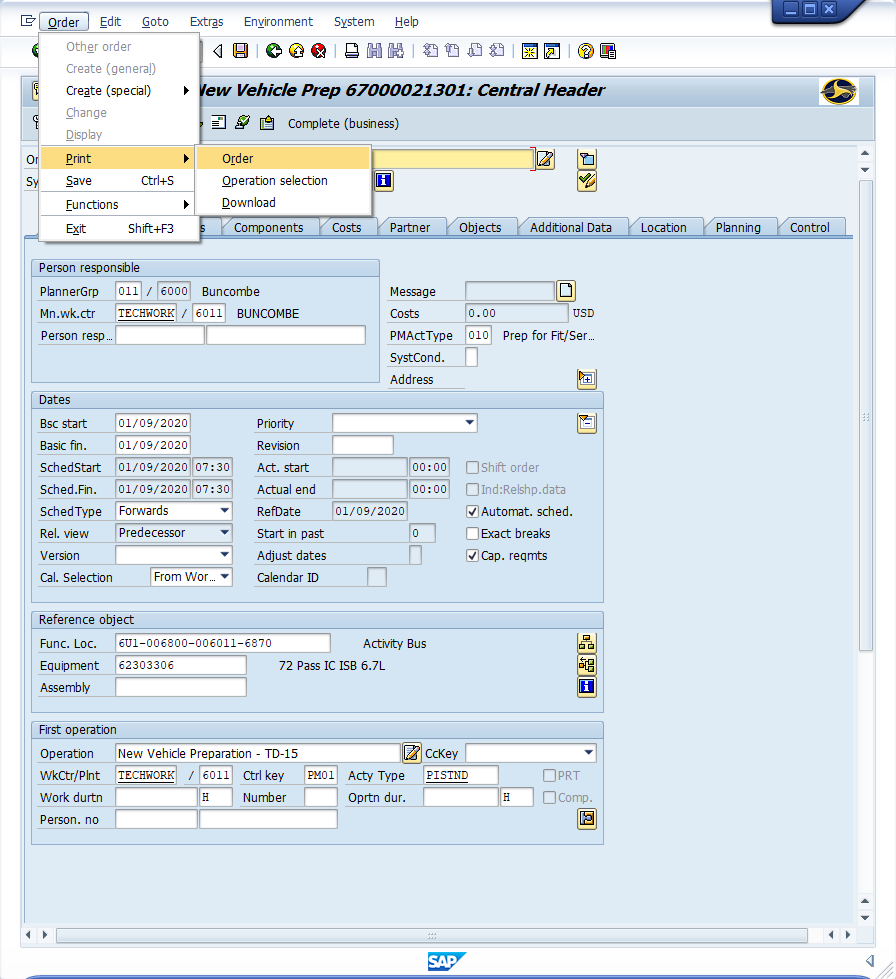 Order Edit Goto Extras Environment System Help
Other order
Create (general)
Create (special)
Change
Display
Print
Save Ctrl+S
Functions
Exit Shift+F3
Order
Operation selection
Download
New Vehicle Prep 67000021301: Central Header
Complete (business)
Or
Sy
s Components Costs Partner Objects Additional Data Location Planning Control
Person responsible
PlannerGrp 011 / 6000 Buncombe
Mn.wk.ctr TECHWORK / 6011 BUNCOMBE
Person resp…
Message
Costs 0.00 USD
PMActType 010 Prep for Fit/Ser…
SystCond.
Address
Dates
Bsc start 01/09/2020 Priority
Basic fin. 01/09/2020 Revision
SchedStart 01/09/2020 07:30 Act. start 00:00 Shift order
Sched.Fin. 01/09/2020 07:30 Actual end 00:00 Ind:Relshp.data
SchedType Forwards RefDate 01/09/2020 Automat. sched.
Rel. view Predecessor Start in past 0 Exact breaks
Version Adjust dates Cap. reqmts
Cal. Selection From Wor… Calendar ID
Reference object
Func. Loc. 6U1-006800-006011-6870 Activity Bus
Equipment 62303306 72 Pass IC ISB 6.7L
Assembly
First operation
Operation New Vehicle Preparation - TD-15 CcKey
WkCtr/Plnt TECHWORK / 6011 Ctrl key PM01 Acty Type PISTND PRT
Work durtn H Number Oprtn dur. H Comp.
Person. no
SAP